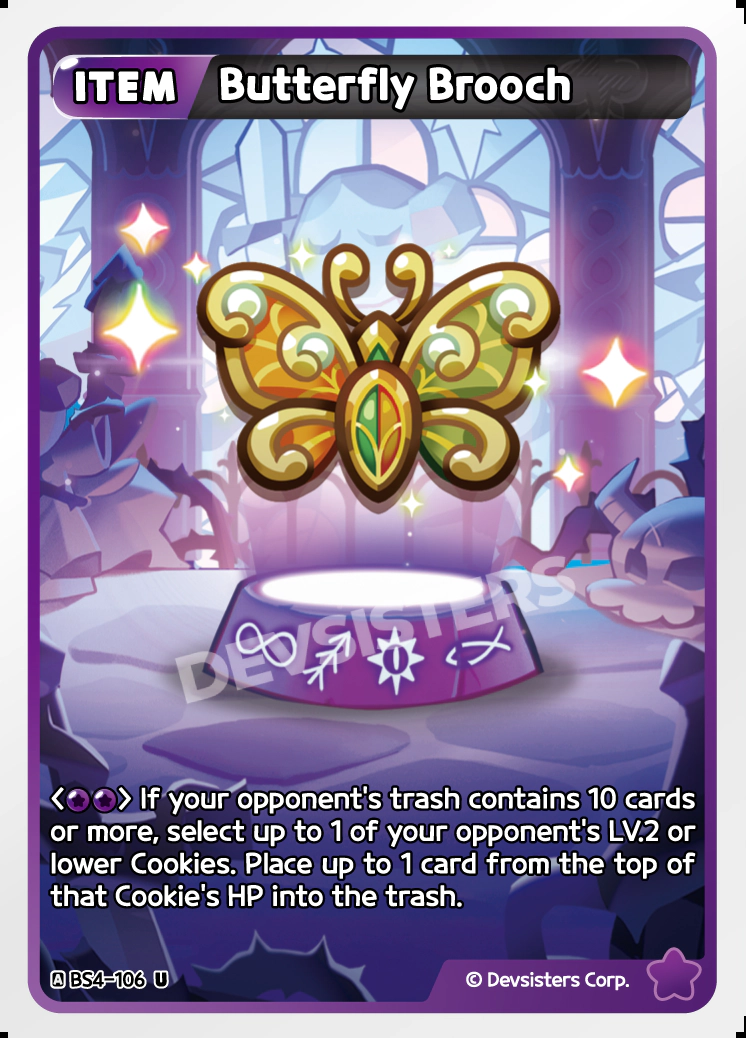 ITEM Butterfly Brooch
DEVSISTERS
<●●> If your opponent's trash contains 10 cards
or more, select up to 1 of your opponent's LV.2 or
lower Cookies. Place up to 1 card from the top of
that Cookie's HP into the trash.
A BS4-106 U © Devsisters Corp.